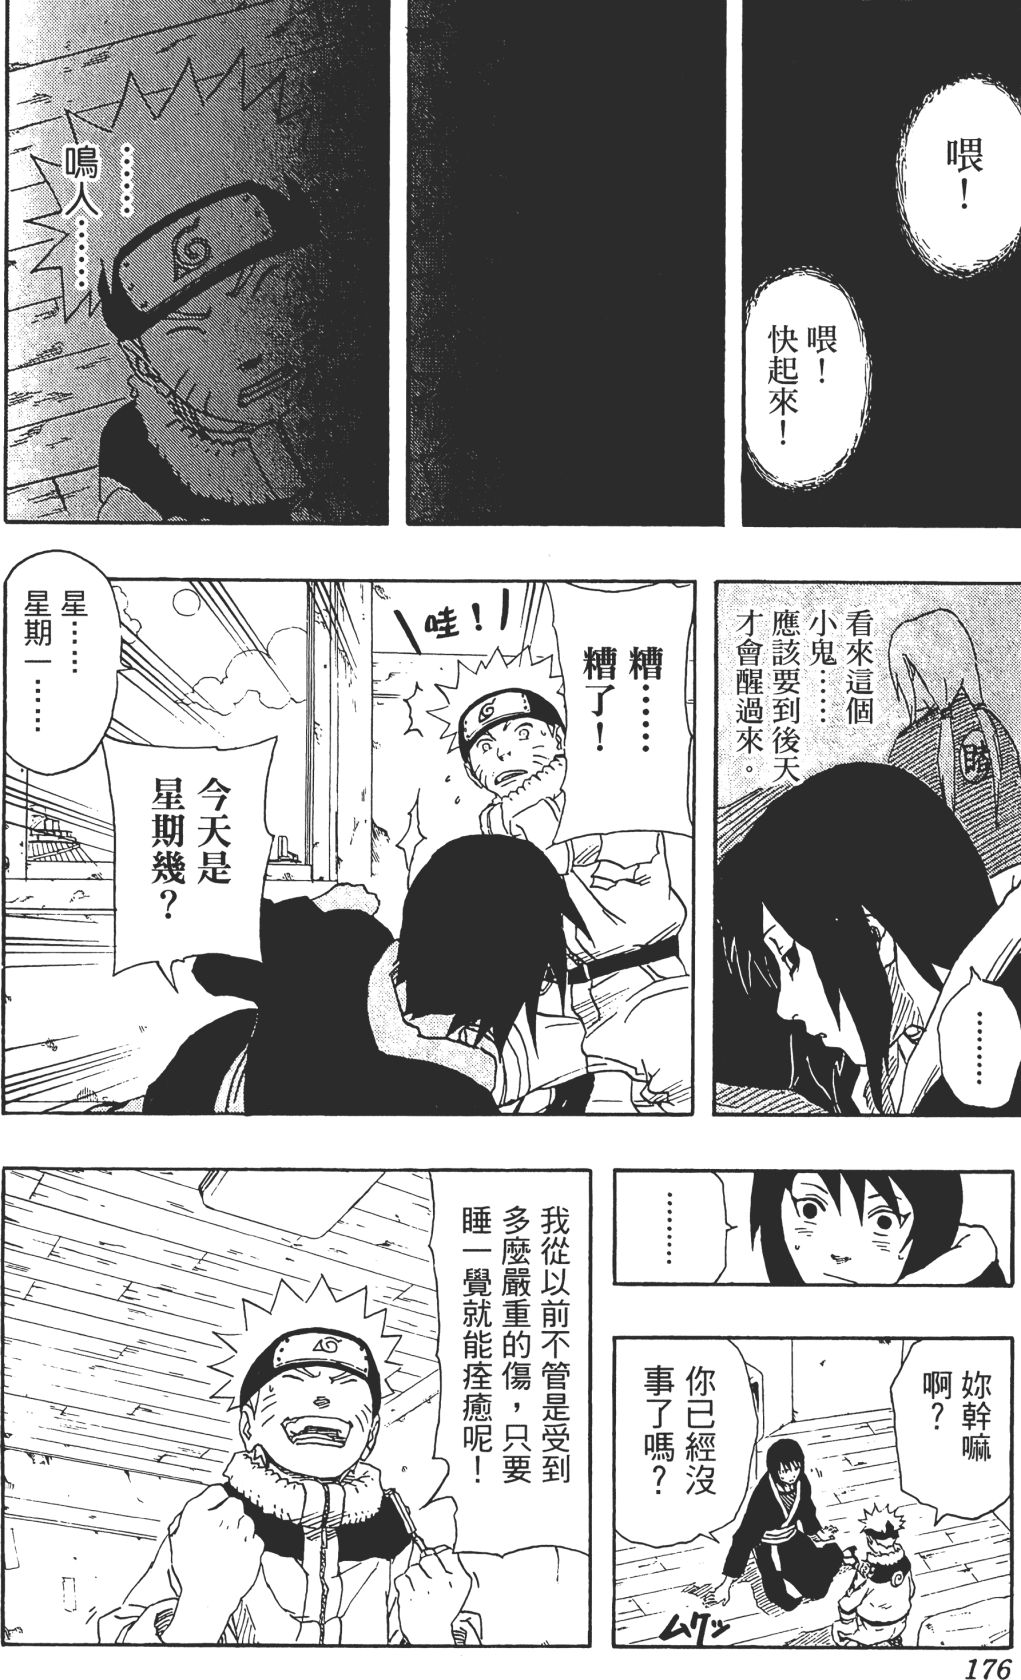 喂！
喂！
快起來！
……
鳴人……
看來這個
小鬼……
應該要到後天
才會醒過來。
……
糟……
糟了！
哇！
今天是
星期幾？
星……
星期一……
……
妳幹嘛
啊？
你已經沒
事了嗎？
ムクッ
我從以前不管是受到
多麼嚴重的傷，只要
睡一覺就能痊癒呢！
176